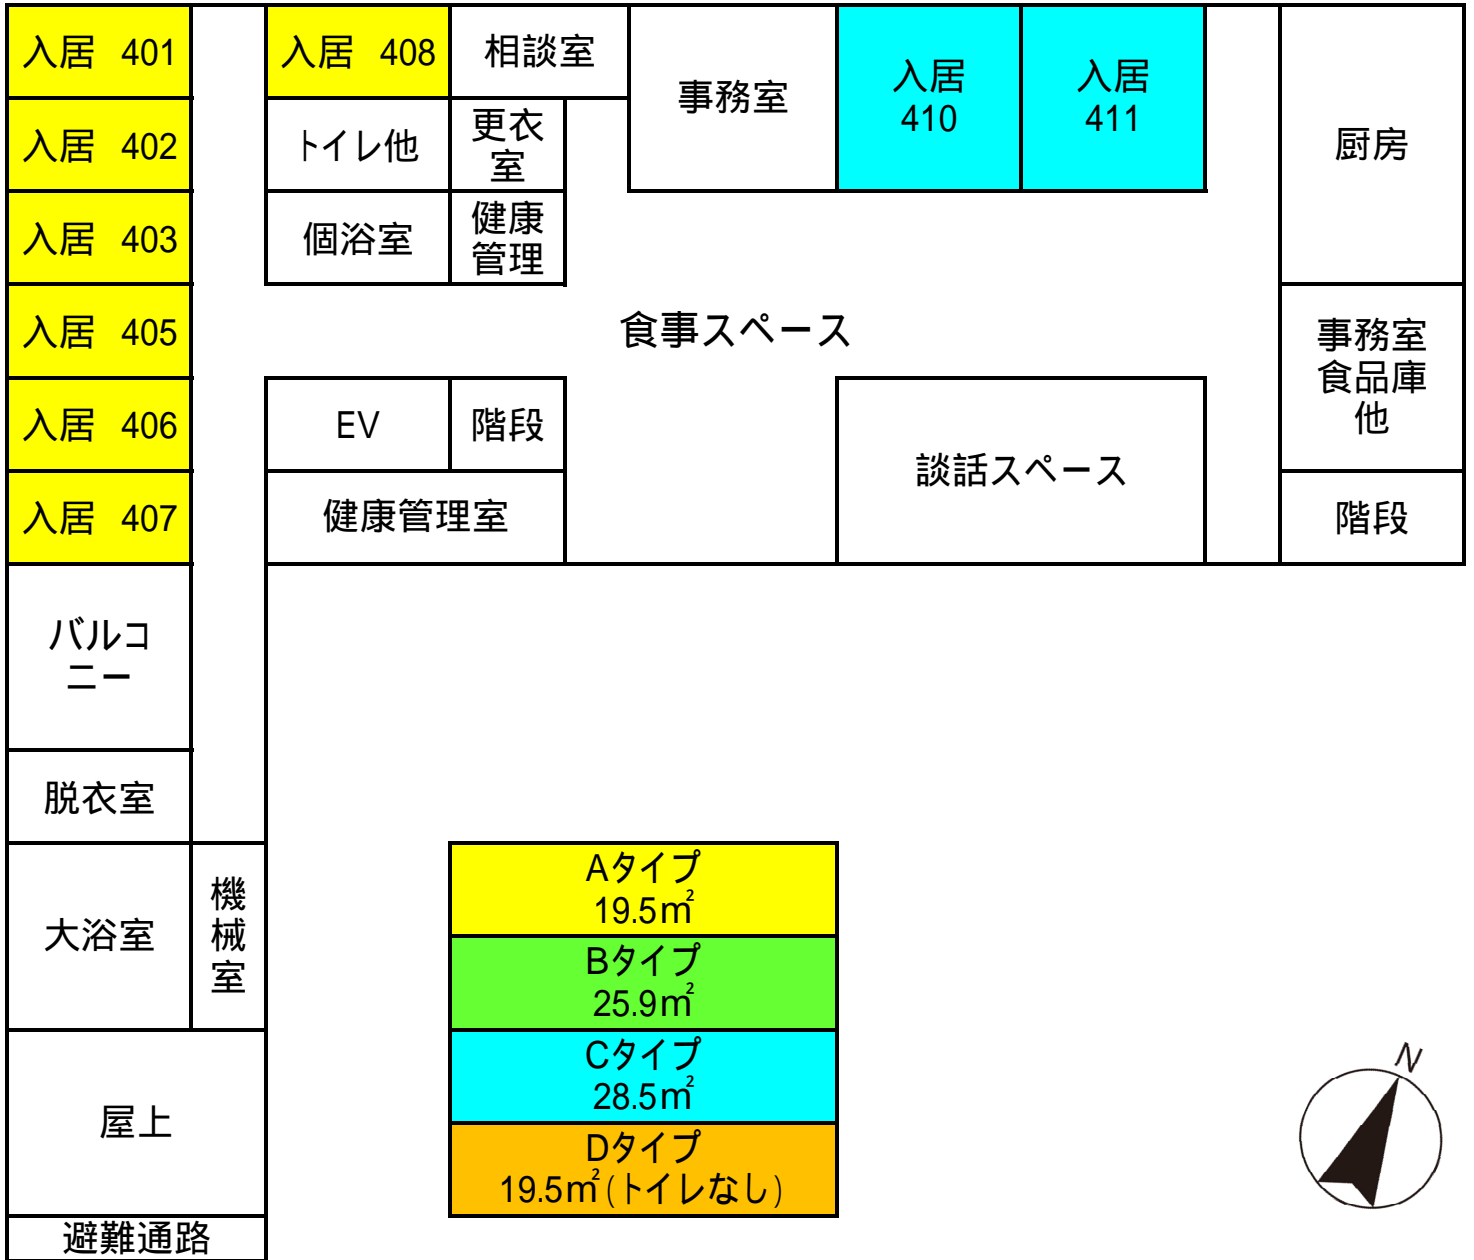 入居 401
入居 408
相談室
事務室
入居
410
入居
411
厨房
入居 402
トイレ他
更衣
室
入居 403
個浴室
健康
管理
入居 405
食事スペース
事務室
食品庫
他
入居 406
EV
階段
談話スペース
入居 407
健康管理室
階段
バルコ
ニー
脱衣室
大浴室
機
械
室
屋上
避難通路
Aタイプ
19.5㎡
Bタイプ
25.9㎡
Cタイプ
28.5㎡
Dタイプ
19.5㎡(トイレなし)
N